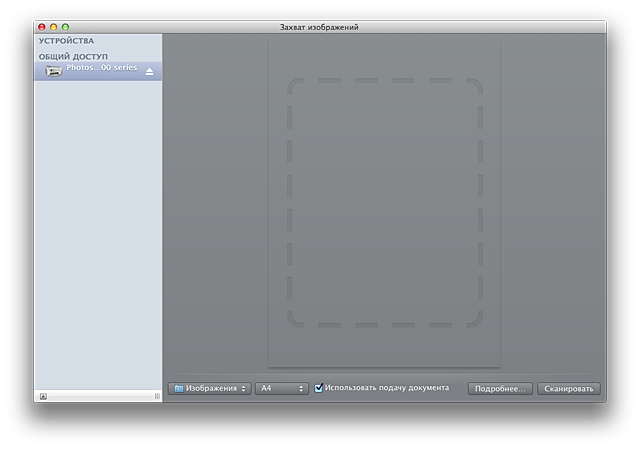 Захват изображений
УСТРОЙСТВА
ОБЩИЙ ДОСТУП
Photos...00 series
Изображения
A4
Использовать подачу документа
Подробнее...
Сканировать